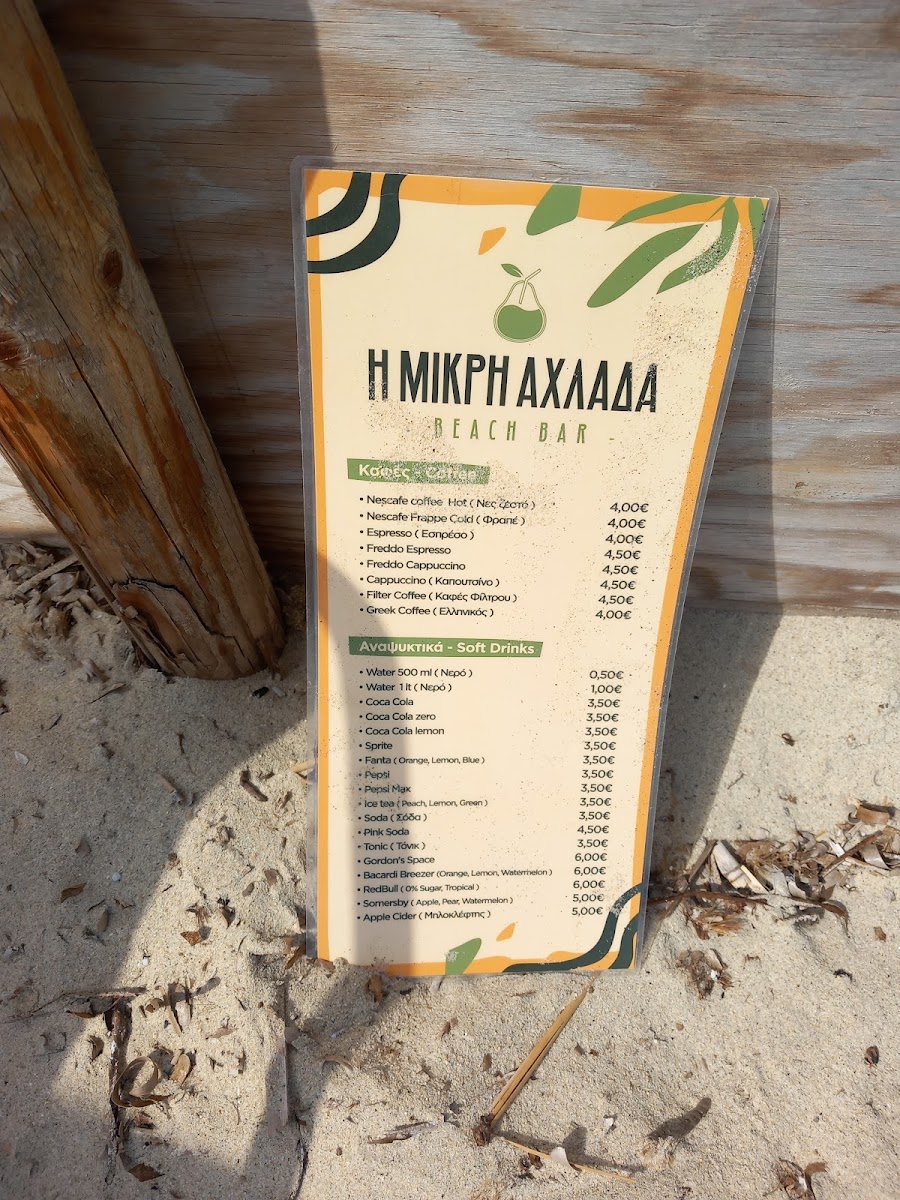 Η ΜΙΚΡΗ ΑΧΛΑΔΑ
BEACH BAR -
Καφές - Coffee
• Nescafe coffee Hot ( Νες ζεστό ) 4,00€
• Nescafe Frappe Cold ( Φραπέ ) 4,00€
• Espresso ( Εσπρέσο ) 4,00€
• Freddo Espresso 4,50€
• Freddo Cappuccino 4,50€
• Cappuccino ( Καπουτσίνο ) 4,50€
• Filter Coffee ( Καφές Φίλτρου ) 4,50€
• Greek Coffee ( Ελληνικός ) 4,00€
Αναψυκτικά - Soft Drinks
• Water 500 ml ( Νερό ) 0,50€
• Water 1 lt ( Νερό ) 1,00€
• Coca Cola 3,50€
• Coca Cola zero 3,50€
• Coca Cola lemon 3,50€
• Sprite 3,50€
• Fanta ( Orange, Lemon, Blue ) 3,50€
• Pepsi 3,50€
• Pepsi Max 3,50€
• Ice tea ( Peach, Lemon, Green ) 3,50€
• Soda ( Σόδα ) 3,50€
• Pink Soda 4,50€
• Tonic ( Τόνικ ) 3,50€
• Gordon's Space 6,00€
• Bacardi Breezer (Orange, Lemon, Watermelon ) 6,00€
• RedBull ( 0% Sugar, Tropical ) 6,00€
• Somersby ( Apple, Pear, Watermelon ) 5,00€
• Apple Cider ( Μηλοκλέφτης ) 5,00€